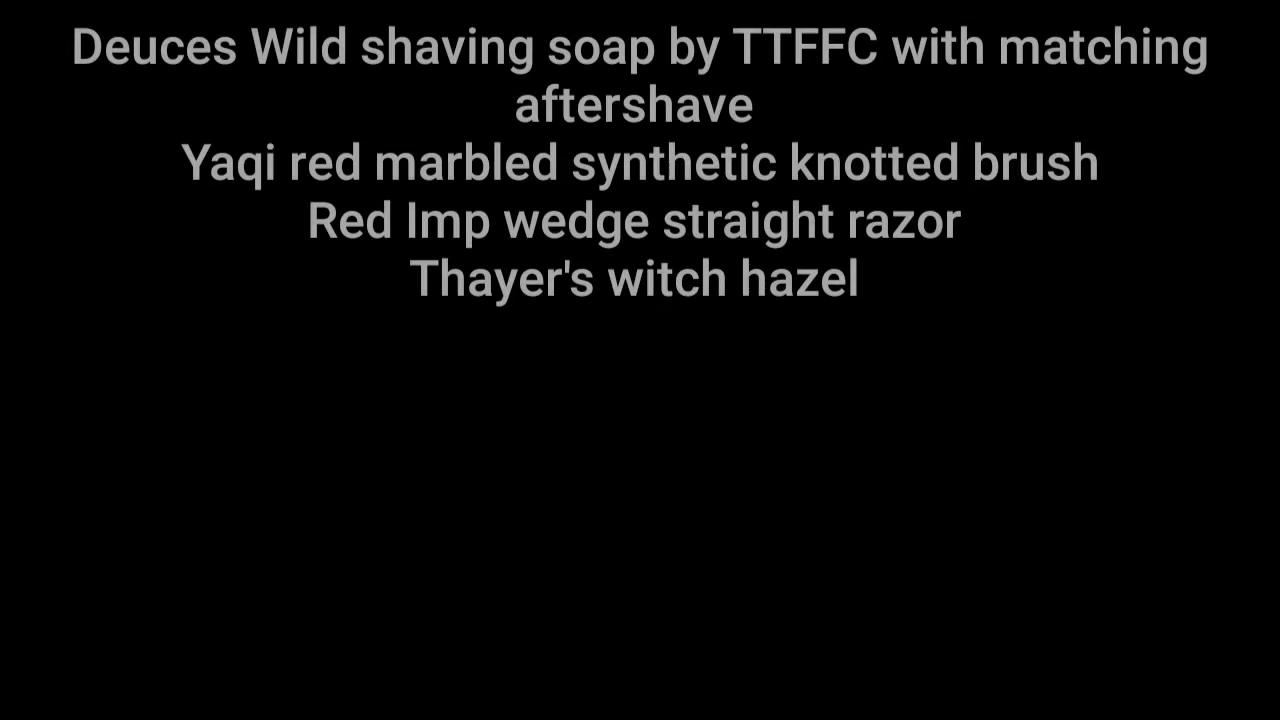 Deuces Wild shaving soap by TTFFC with matching
aftershave
Yaqi red marbled synthetic knotted brush
Red Imp wedge straight razor
Thayer's witch hazel